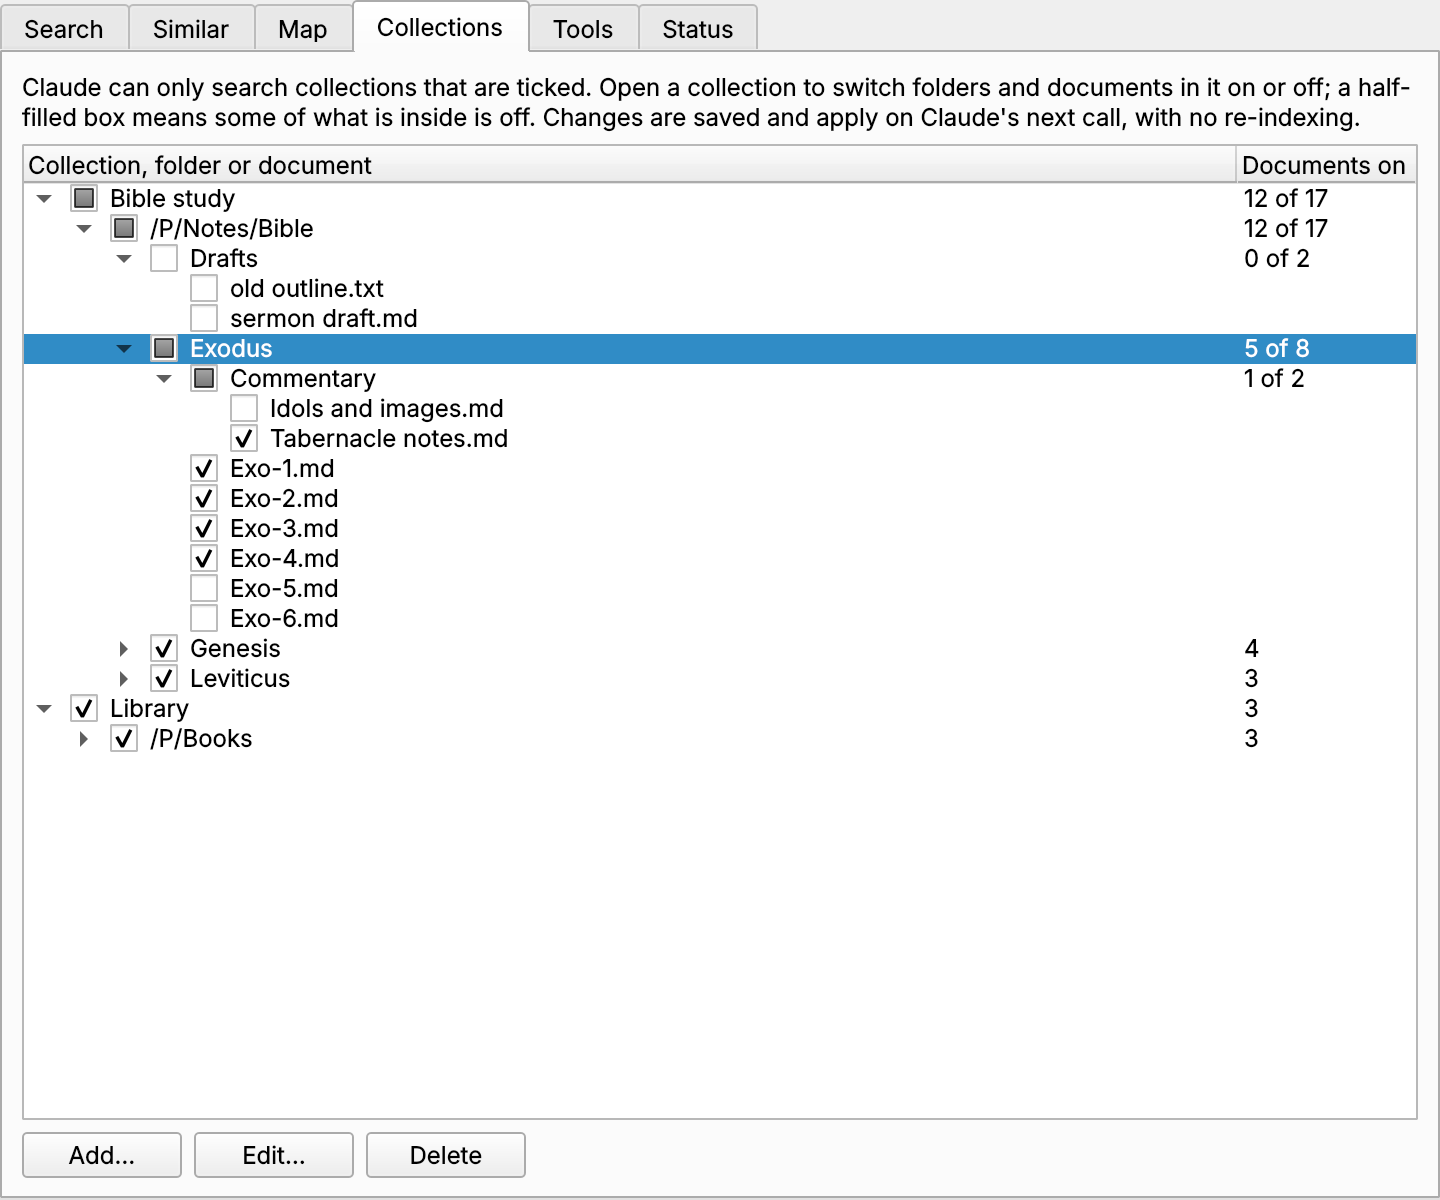 Search Similar Map Collections Tools Status
Claude can only search collections that are ticked. Open a collection to switch folders and documents in it on or off; a half-
filled box means some of what is inside is off. Changes are saved and apply on Claude's next call, with no re-indexing.
Collection, folder or document Documents on
Bible study 12 of 17
/P/Notes/Bible 12 of 17
Drafts 0 of 2
old outline.txt
sermon draft.md
Exodus 5 of 8
Commentary 1 of 2
Idols and images.md
Tabernacle notes.md
Exo-1.md
Exo-2.md
Exo-3.md
Exo-4.md
Exo-5.md
Exo-6.md
Genesis 4
Leviticus 3
Library 3
/P/Books 3
Add... Edit... Delete